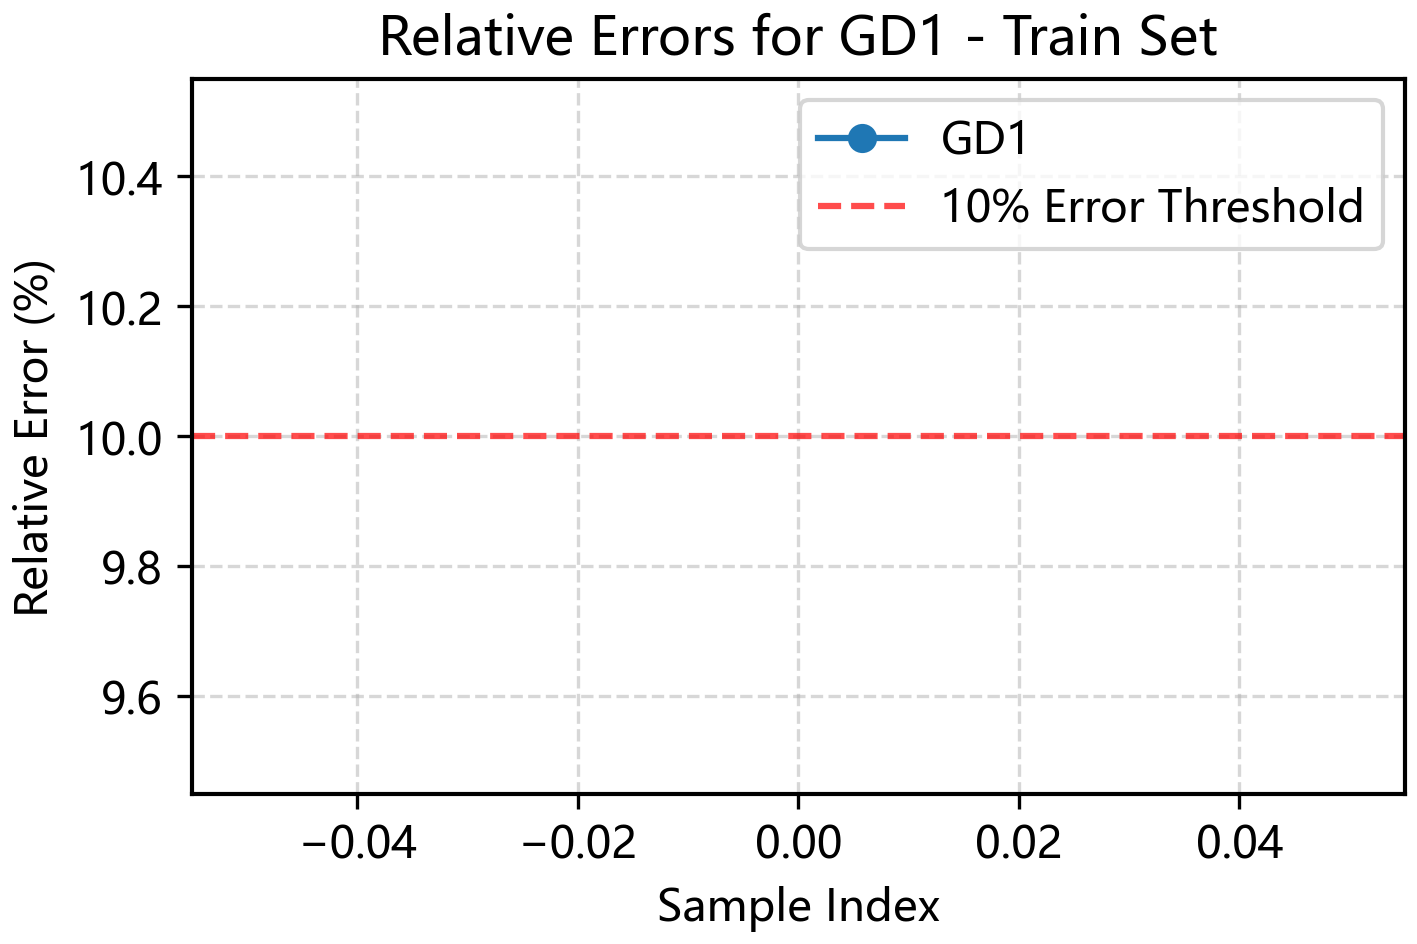 Relative Errors for GD1 - Train Set
GD1
10% Error Threshold
Relative Error (%)
10.4
10.2
10.0
9.8
9.6
−0.04
−0.02
0.00
0.02
0.04
Sample Index